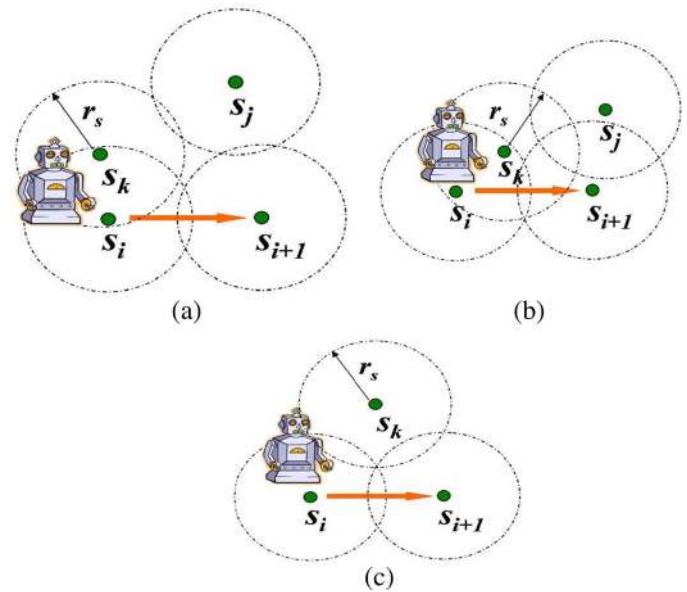 r_s
s_j
s_k
s_i
s_{i+1}
(a)
r_s
s_j
s_k
s_i
s_{i+1}
(b)
r_s
s_k
s_i
s_{i+1}
(c)